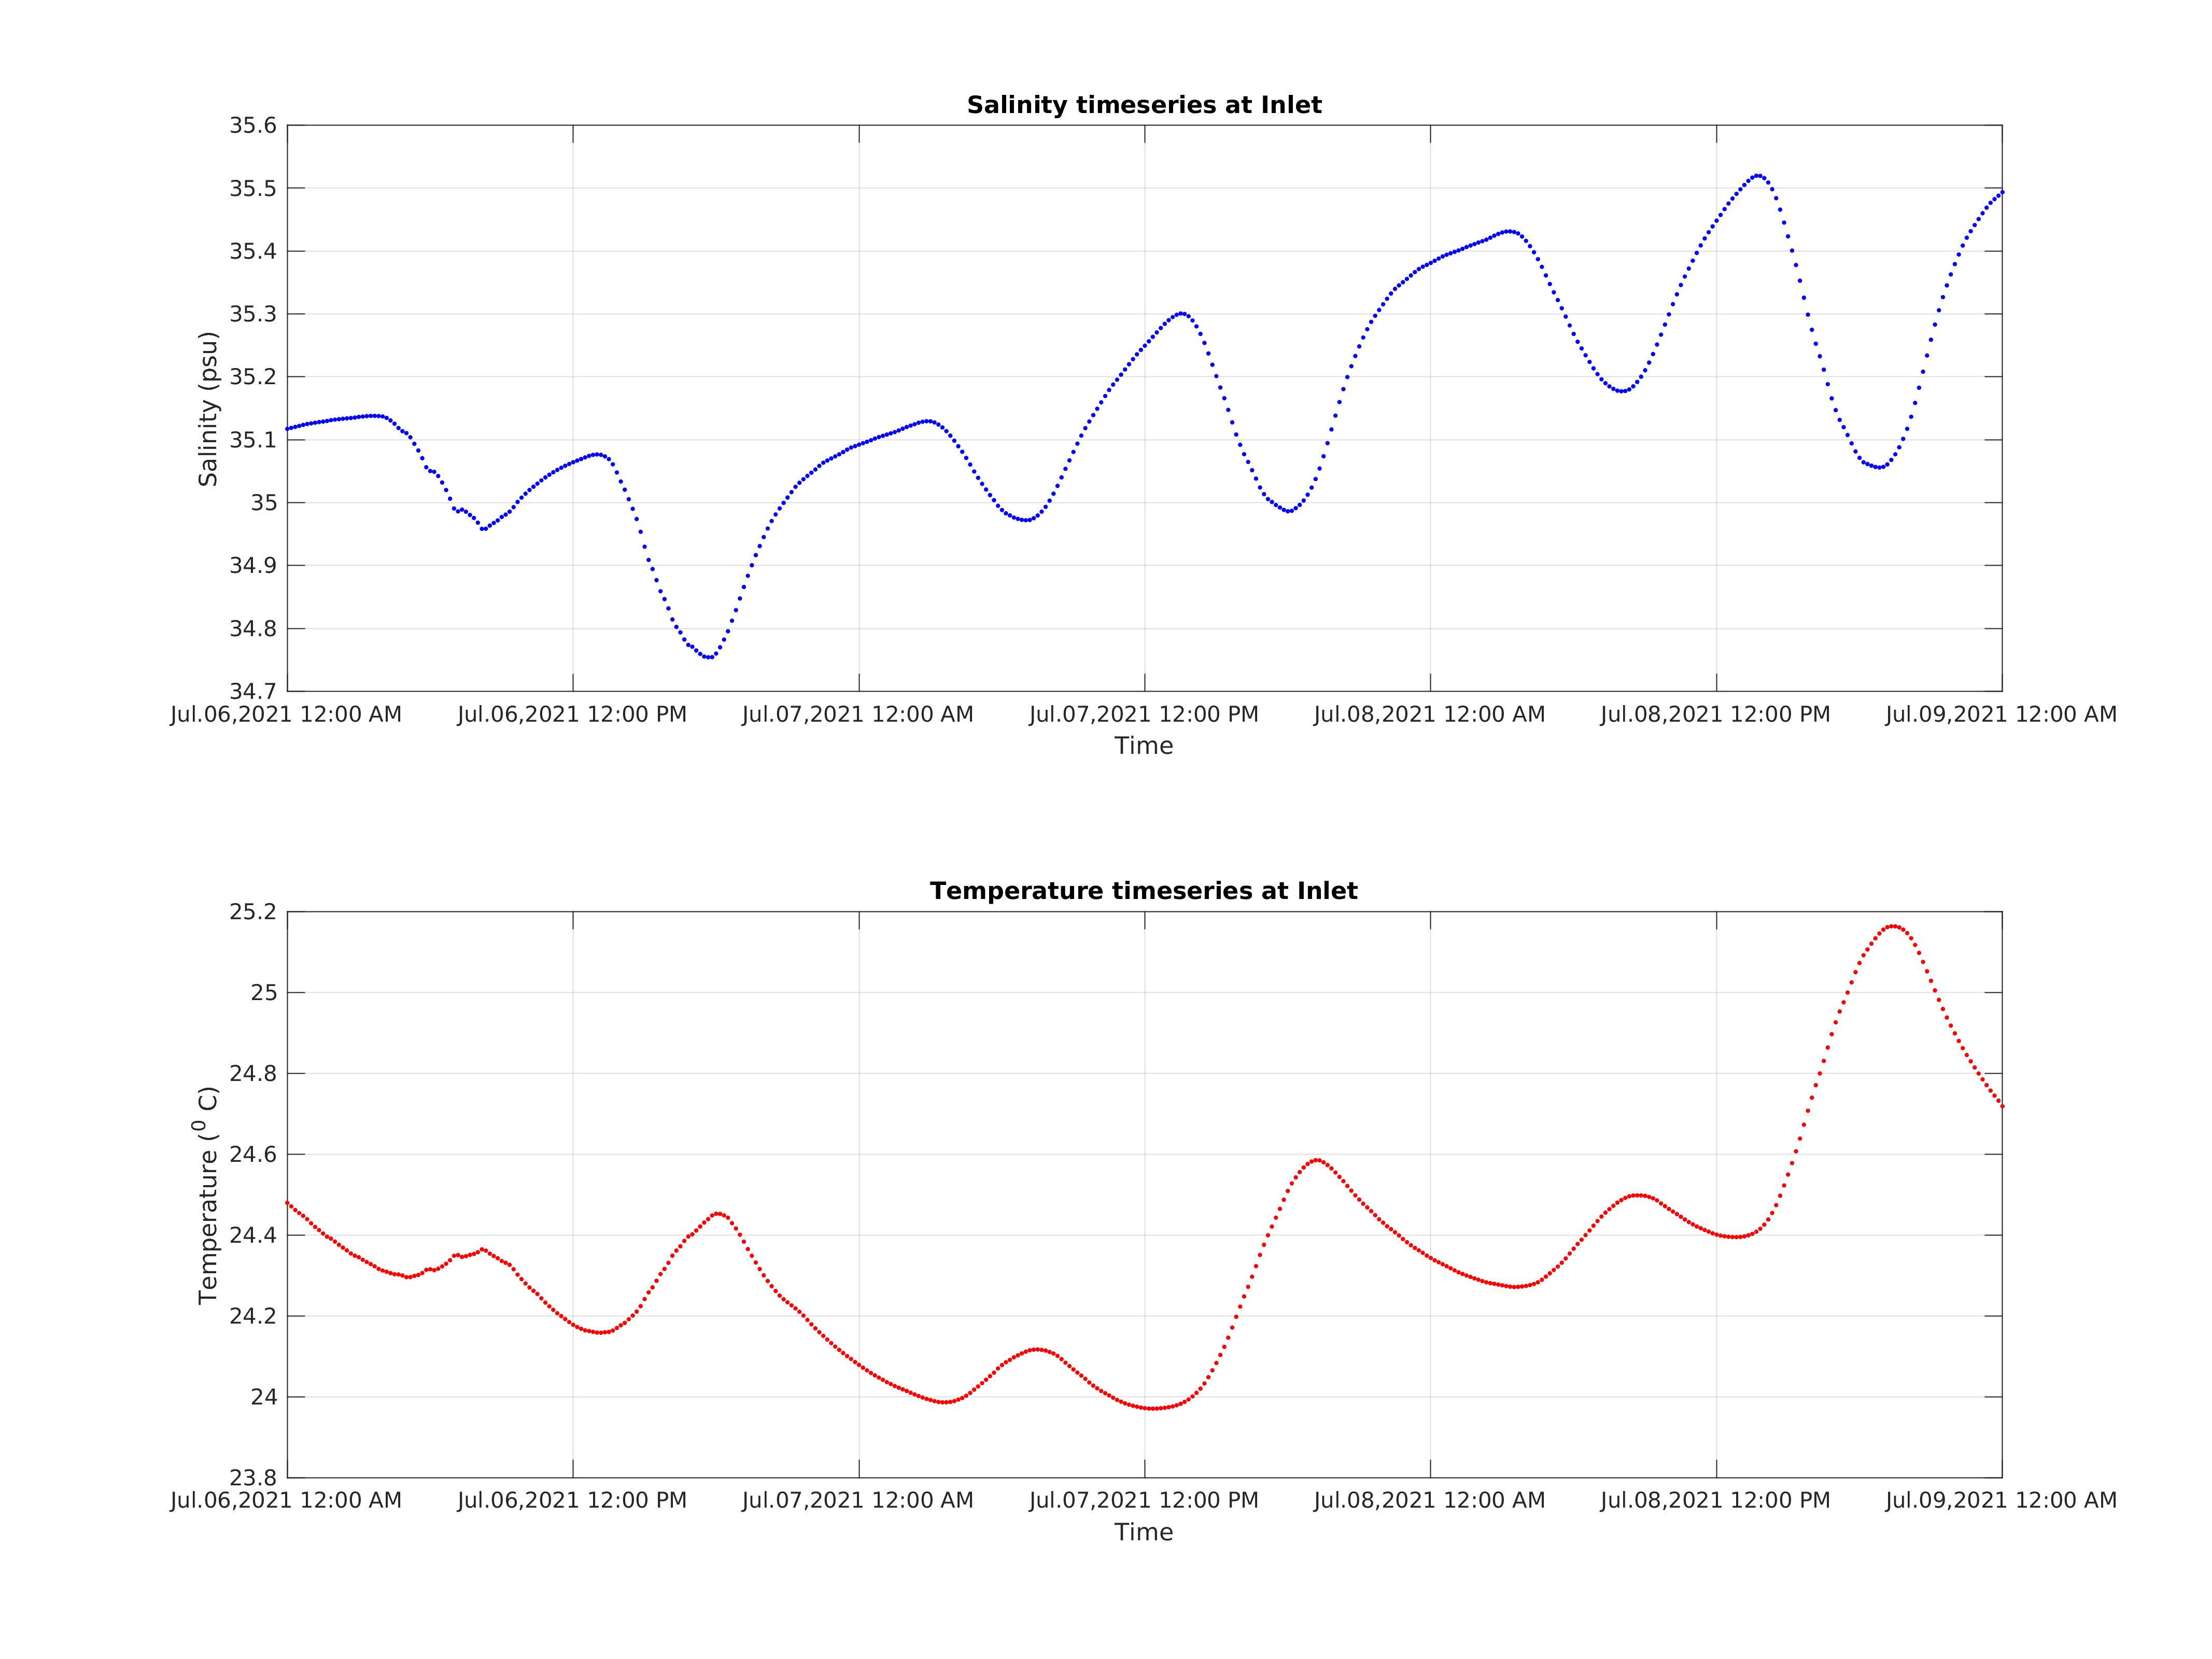 Salinity timeseries at Inlet
35.6
35.5
35.4
35.3
35.2
35.1
35
34.9
34.8
34.7
Salinity (psu)
Jul.06,2021 12:00 AM Jul.06,2021 12:00 PM Jul.07,2021 12:00 AM Jul.07,2021 12:00 PM Jul.08,2021 12:00 AM Jul.08,2021 12:00 PM Jul.09,2021 12:00 AM
Time
Temperature timeseries at Inlet
25.2
25
24.8
24.6
24.4
24.2
24
23.8
Temperature (⁰ C)
Jul.06,2021 12:00 AM Jul.06,2021 12:00 PM Jul.07,2021 12:00 AM Jul.07,2021 12:00 PM Jul.08,2021 12:00 AM Jul.08,2021 12:00 PM Jul.09,2021 12:00 AM
Time